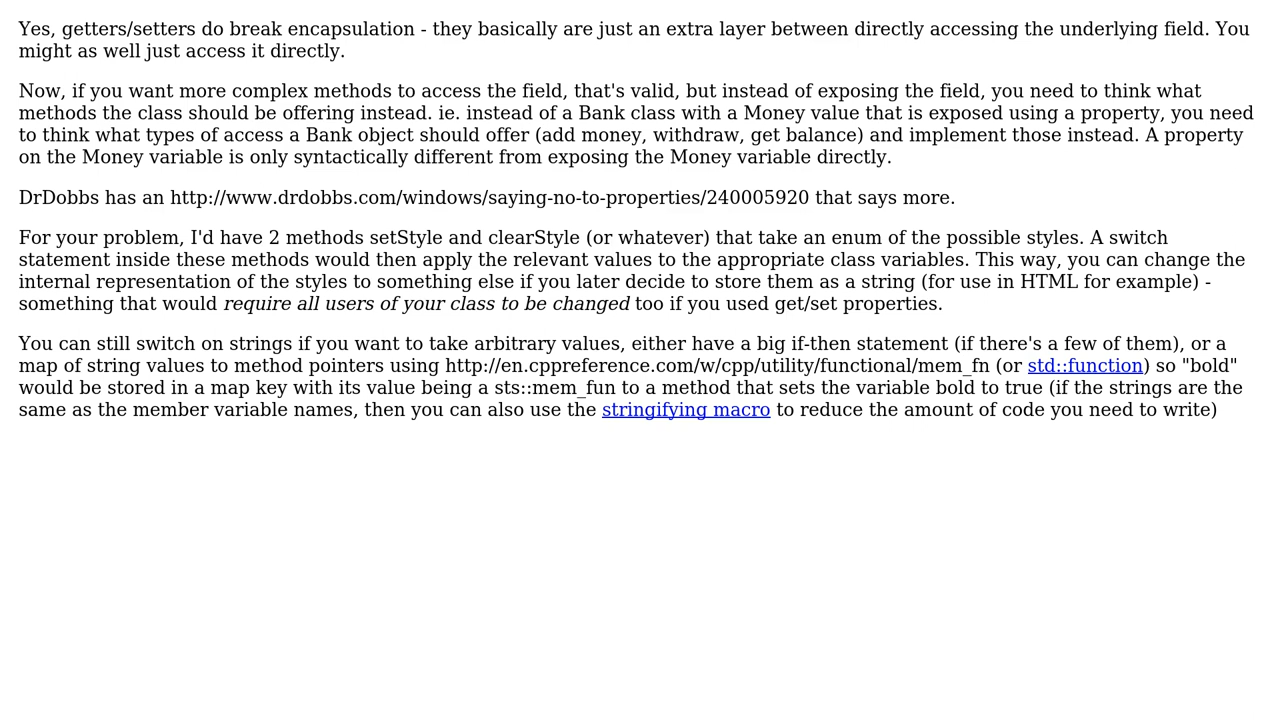 Yes, getters/setters do break encapsulation - they basically are just an extra layer between directly accessing the underlying field. You
might as well just access it directly.
Now, if you want more complex methods to access the field, that's valid, but instead of exposing the field, you need to think what
methods the class should be offering instead. ie. instead of a Bank class with a Money value that is exposed using a property, you need
to think what types of access a Bank object should offer (add money, withdraw, get balance) and implement those instead. A property
on the Money variable is only syntactically different from exposing the Money variable directly.
DrDobbs has an http://www.drdobbs.com/windows/saying-no-to-properties/240005920 that says more.
For your problem, I'd have 2 methods setStyle and clearStyle (or whatever) that take an enum of the possible styles. A switch
statement inside these methods would then apply the relevant values to the appropriate class variables. This way, you can change the
internal representation of the styles to something else if you later decide to store them as a string (for use in HTML for example) -
something that would require all users of your class to be changed too if you used get/set properties.
You can still switch on strings if you want to take arbitrary values, either have a big if-then statement (if there's a few of them), or a
map of string values to method pointers using http://en.cppreference.com/w/cpp/utility/functional/mem_fn (or std::function) so "bold"
would be stored in a map key with its value being a sts::mem_fun to a method that sets the variable bold to true (if the strings are the
same as the member variable names, then you can also use the stringifying macro to reduce the amount of code you need to write)